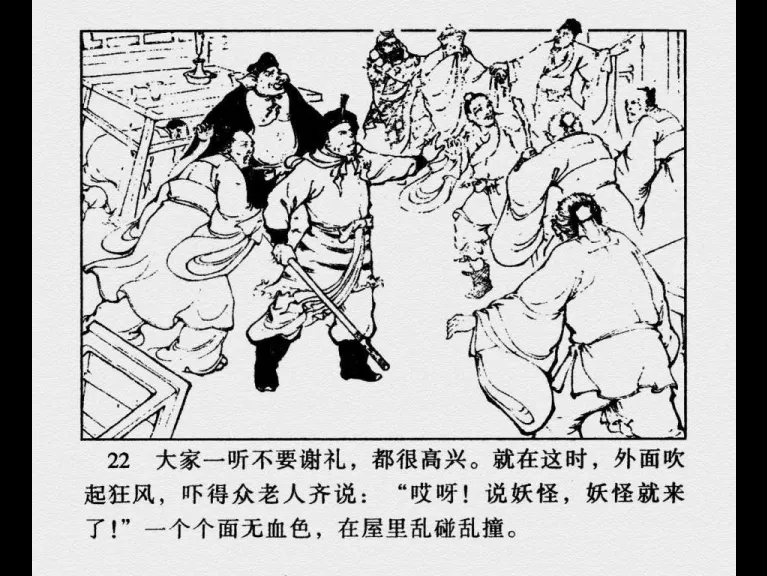 22 大家一听不要谢礼，都很高兴。就在这时，外面吹
起狂风，吓得众老人齐说：“哎呀！说妖怪，妖怪就来
了！”一个个面无血色，在屋里乱碰乱撞。